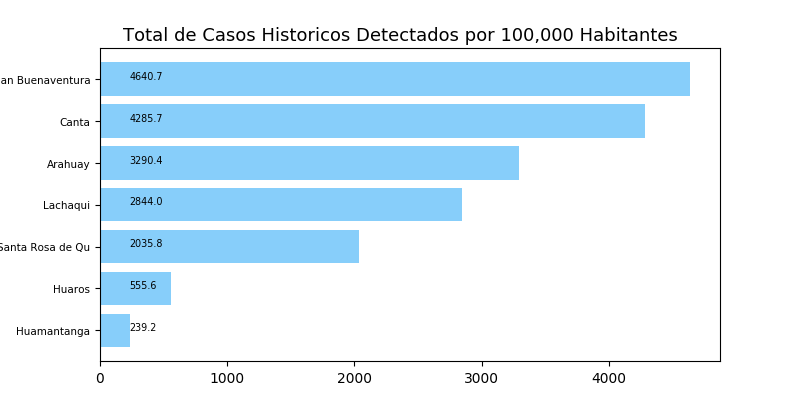 Total de Casos Historicos Detectados por 100,000 Habitantes
an Buenaventura 4640.7
Canta 4285.7
Arahuay 3290.4
Lachaqui 2844.0
Santa Rosa de Qu 2035.8
Huaros 555.6
Huamantanga 239.2
0 1000 2000 3000 4000